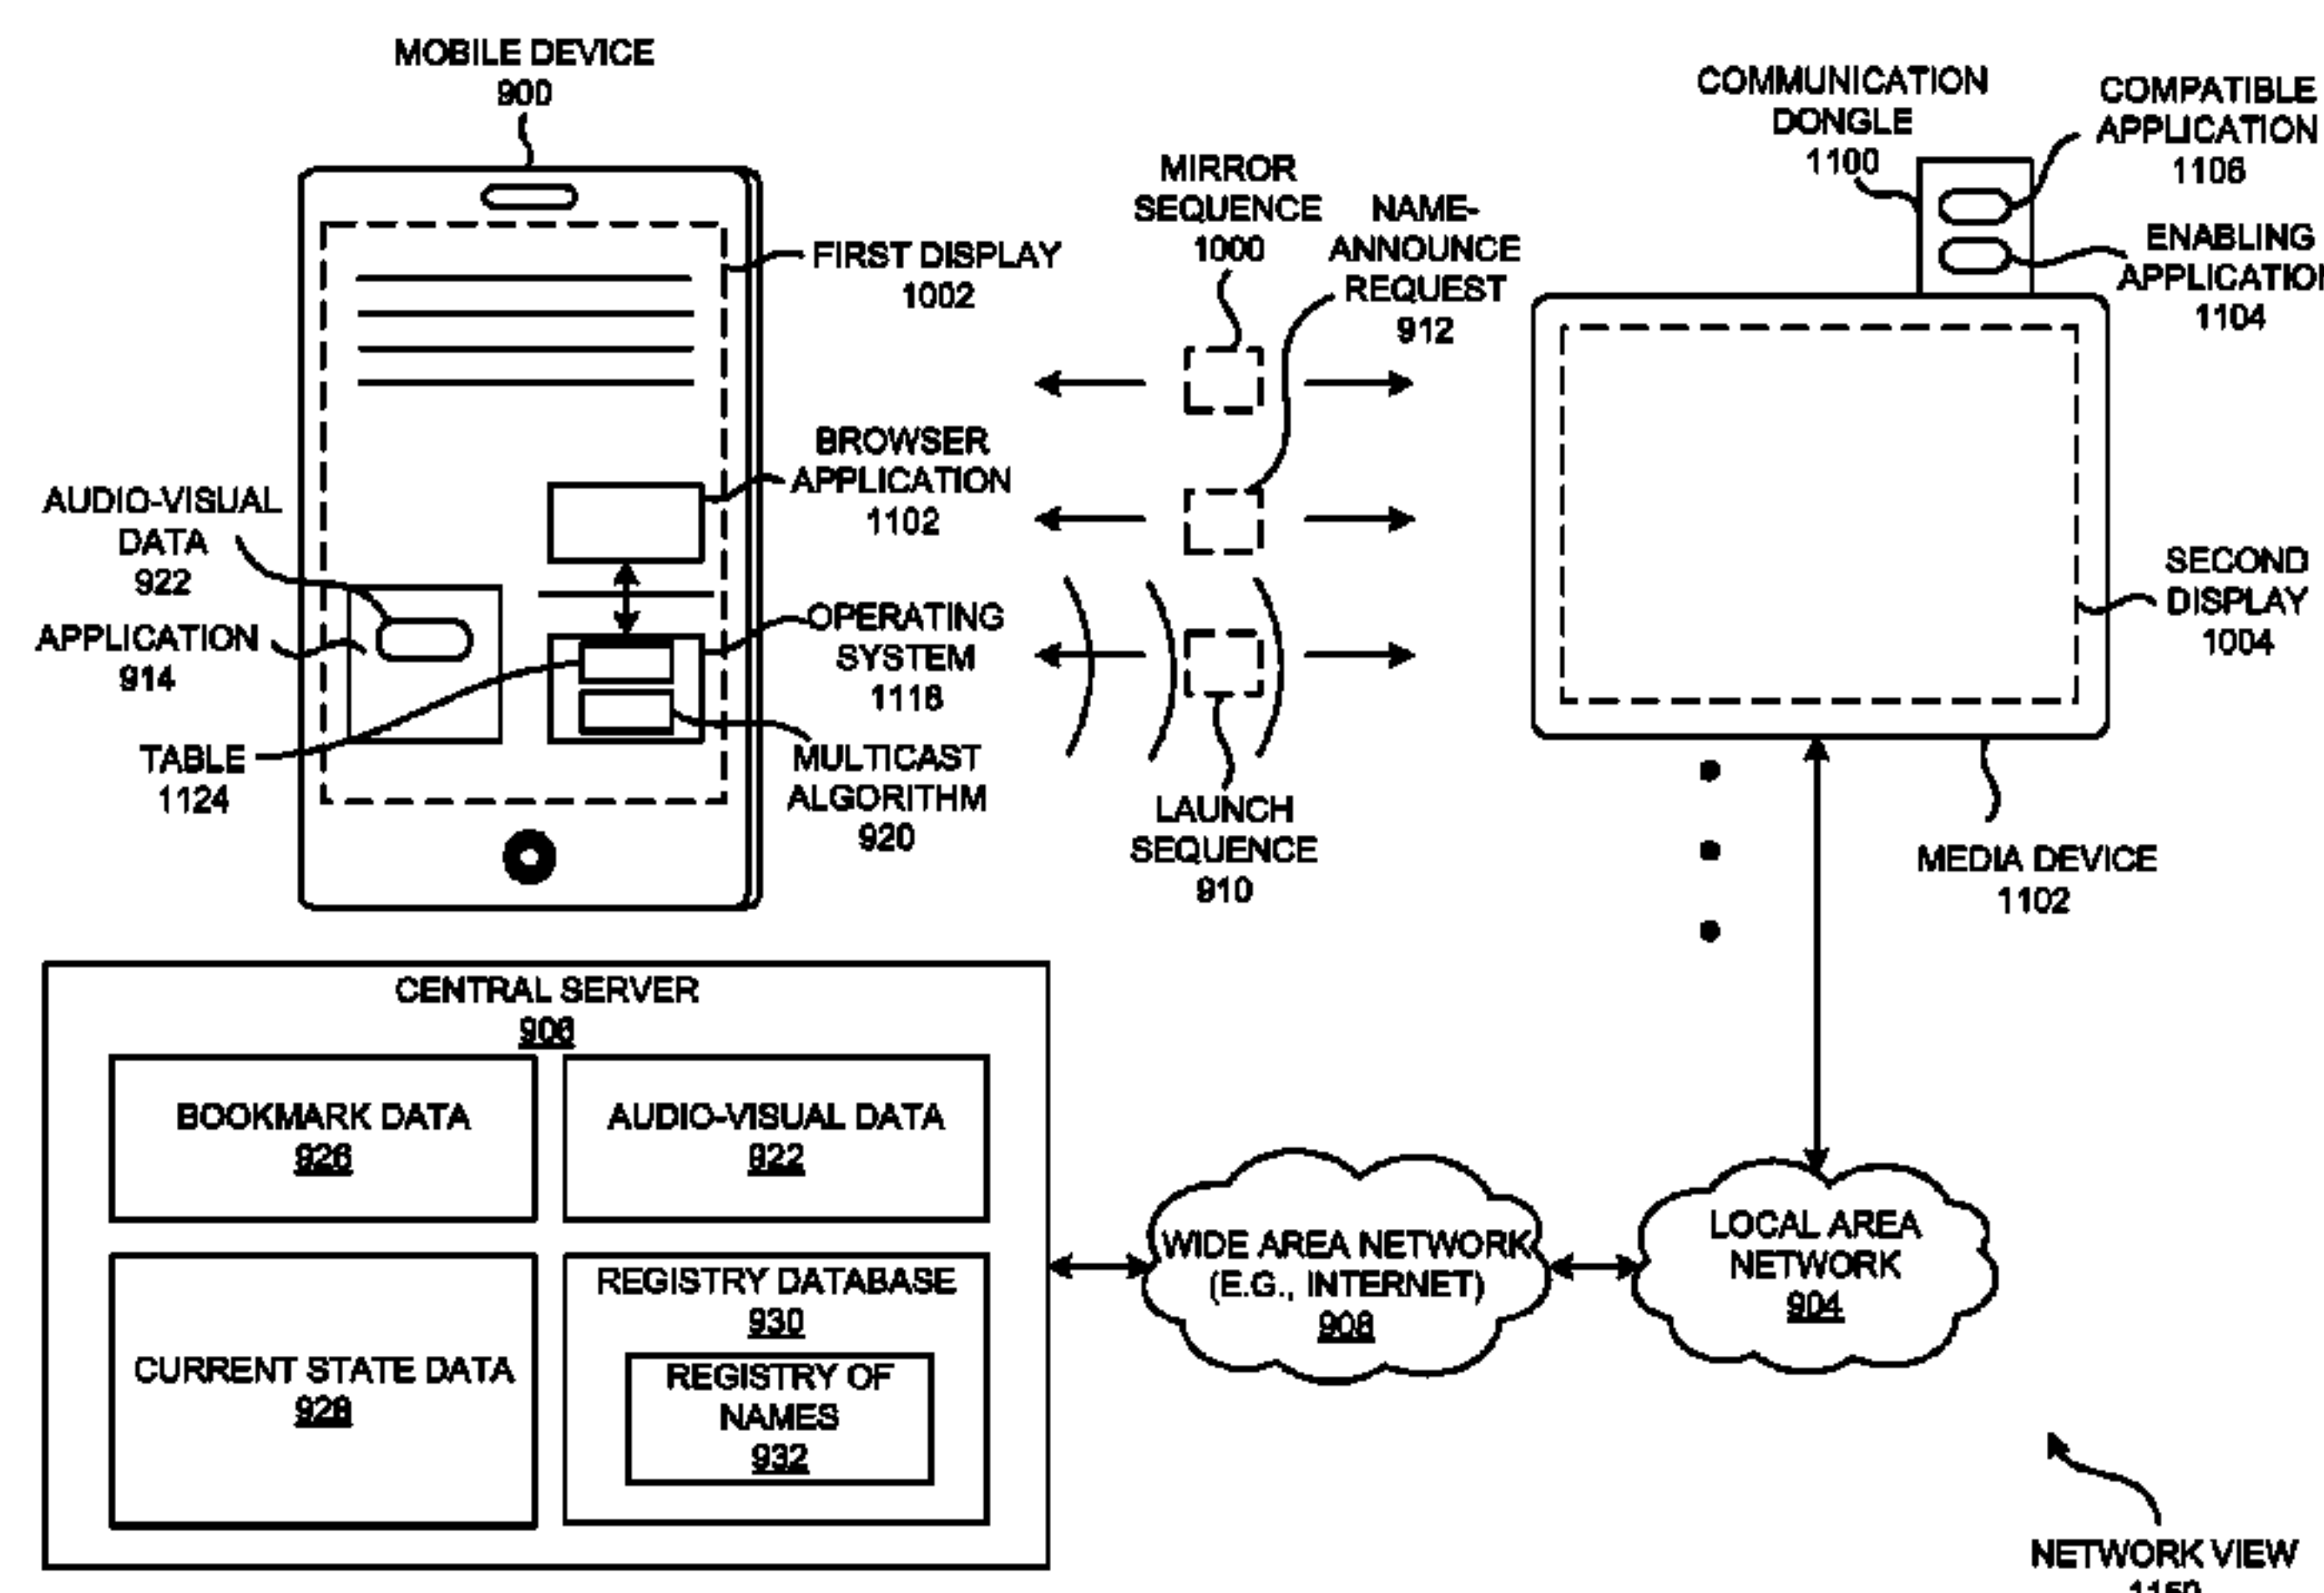 MOBILE DEVICE
900
FIRST DISPLAY
1002
BROWSER
APPLICATION
1102
AUDIO-VISUAL
DATA
922
APPLICATION
914
OPERATING
SYSTEM
1118
TABLE
1124
MULTICAST
ALGORITHM
920
MIRROR
SEQUENCE
1000
NAME-
ANNOUNCE
REQUEST
912
LAUNCH
SEQUENCE
910
COMMUNICATION
DONGLE
1100
COMPATIBLE
APPLICATION
1106
ENABLING
APPLICATION
1104
SECOND
DISPLAY
1004
MEDIA DEVICE
1102
CENTRAL SERVER
906
BOOKMARK DATA
926
AUDIO-VISUAL DATA
922
CURRENT STATE DATA
928
REGISTRY DATABASE
930
REGISTRY OF
NAMES
932
WIDE AREA NETWORK
(E.G., INTERNET)
908
LOCAL AREA
NETWORK
904
NETWORK VIEW
1150